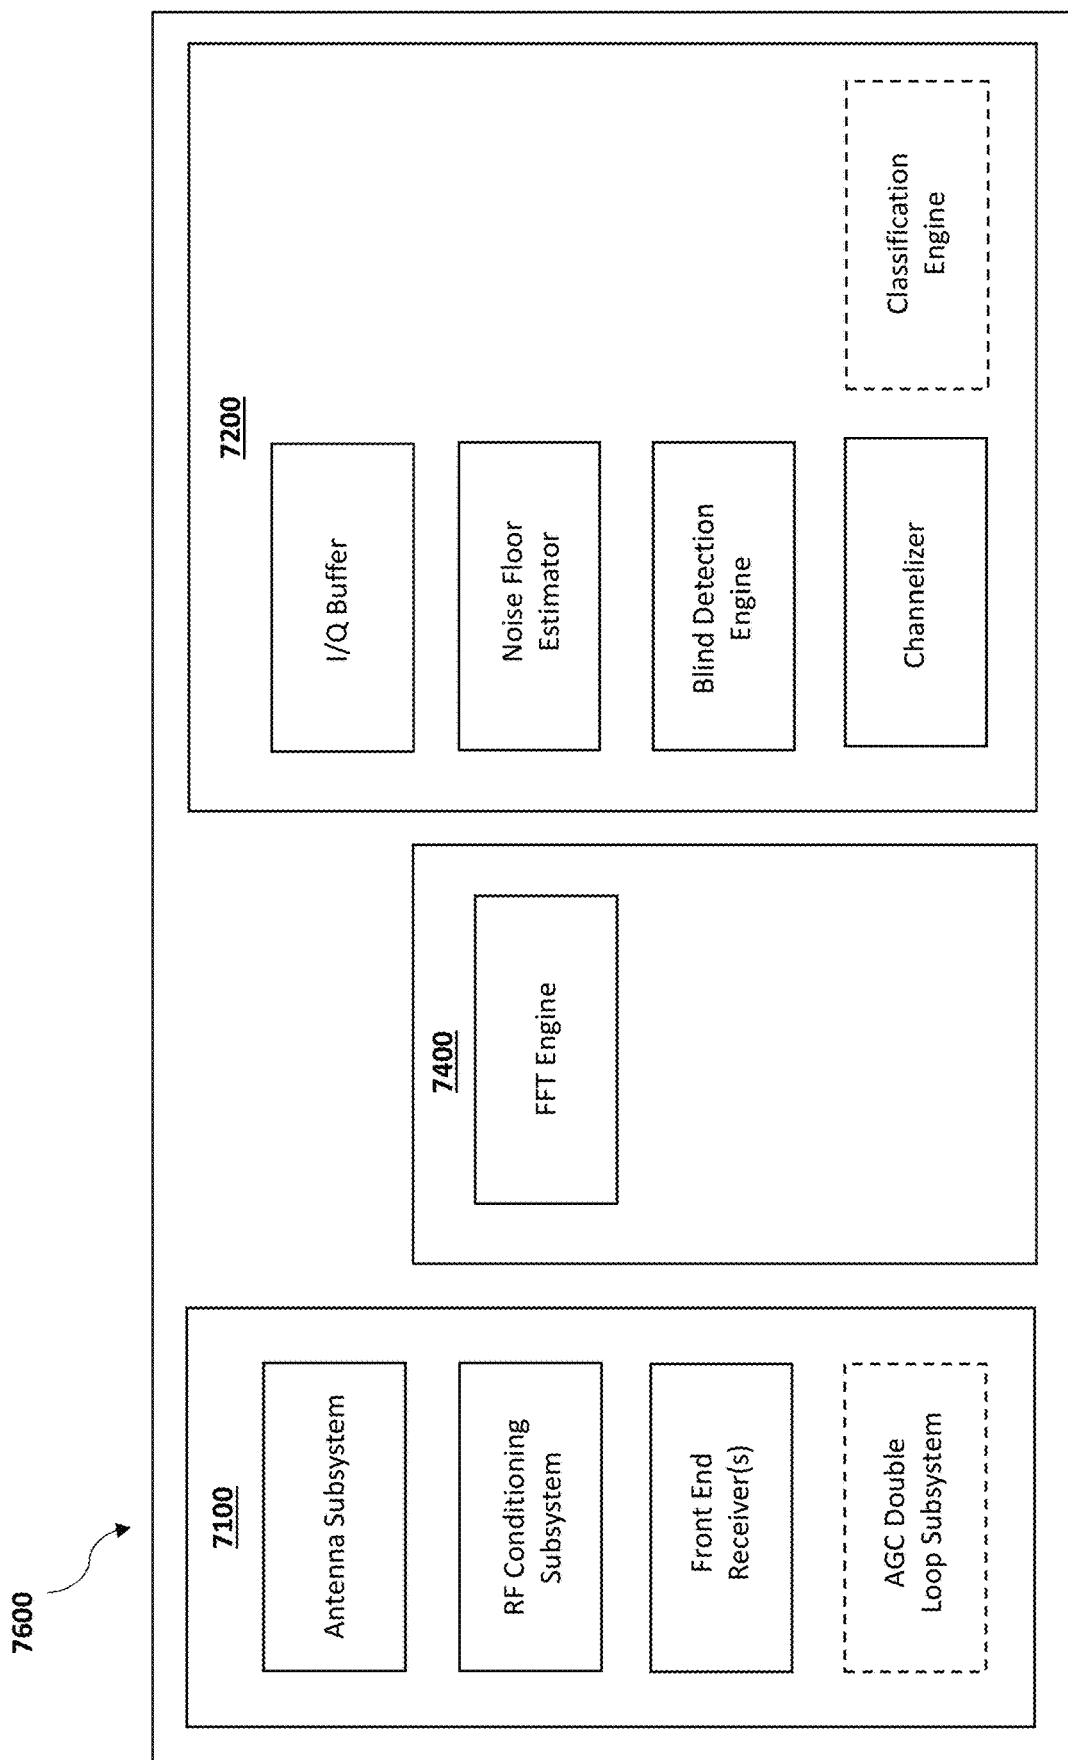 7600
7100
Antenna Subsystem
RF Conditioning
Subsystem
Front End
Receiver(s)
AGC Double
Loop Subsystem
7400
FFT Engine
7200
I/Q Buffer
Noise Floor
Estimator
Blind Detection
Engine
Channelizer
Classification
Engine